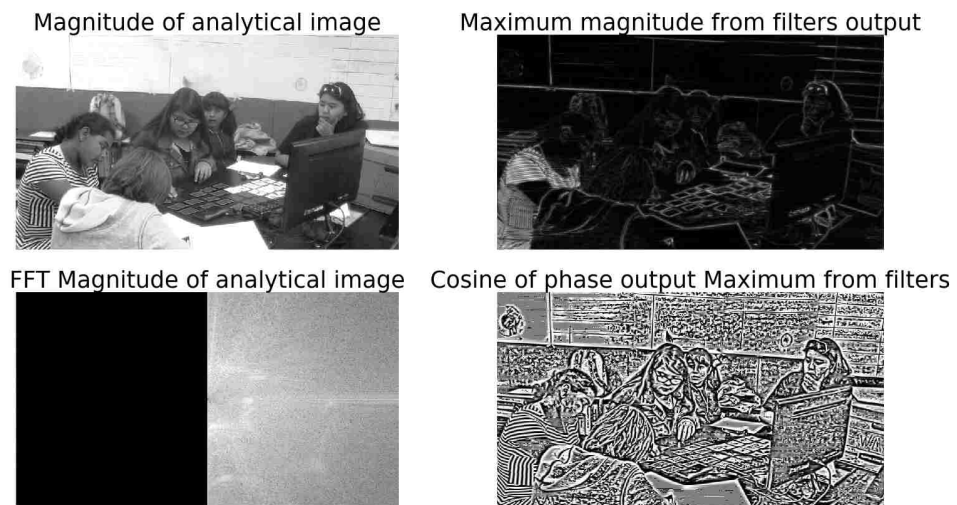 Magnitude of analytical image
Maximum magnitude from filters output
FFT Magnitude of analytical image
Cosine of phase output Maximum from filters